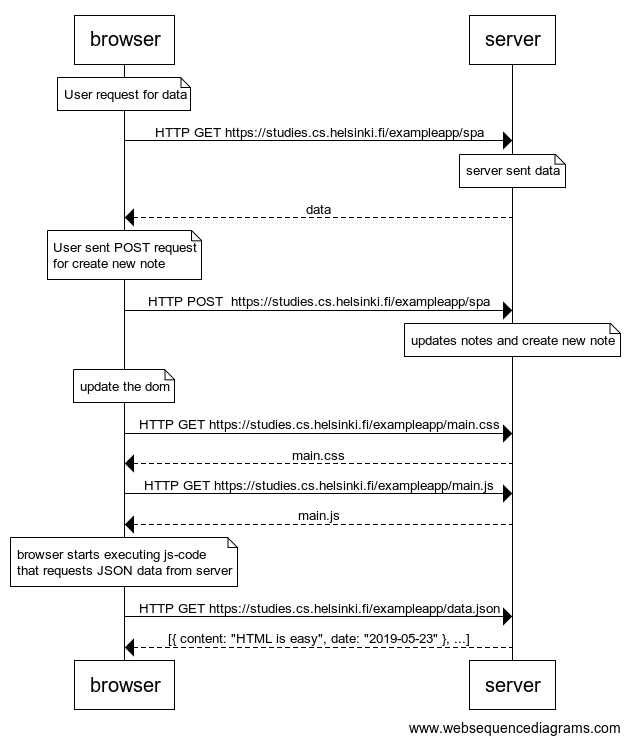 browser
server
User request for data
HTTP GET https://studies.cs.helsinki.fi/exampleapp/spa
server sent data
data
User sent POST request
for create new note
HTTP POST  https://studies.cs.helsinki.fi/exampleapp/spa
updates notes and create new note
update the dom
HTTP GET https://studies.cs.helsinki.fi/exampleapp/main.css
main.css
HTTP GET https://studies.cs.helsinki.fi/exampleapp/main.js
main.js
browser starts executing js-code
that requests JSON data from server
HTTP GET https://studies.cs.helsinki.fi/exampleapp/data.json
[{ content: "HTML is easy", date: "2019-05-23" }, ...]
browser
server
www.websequencediagrams.com